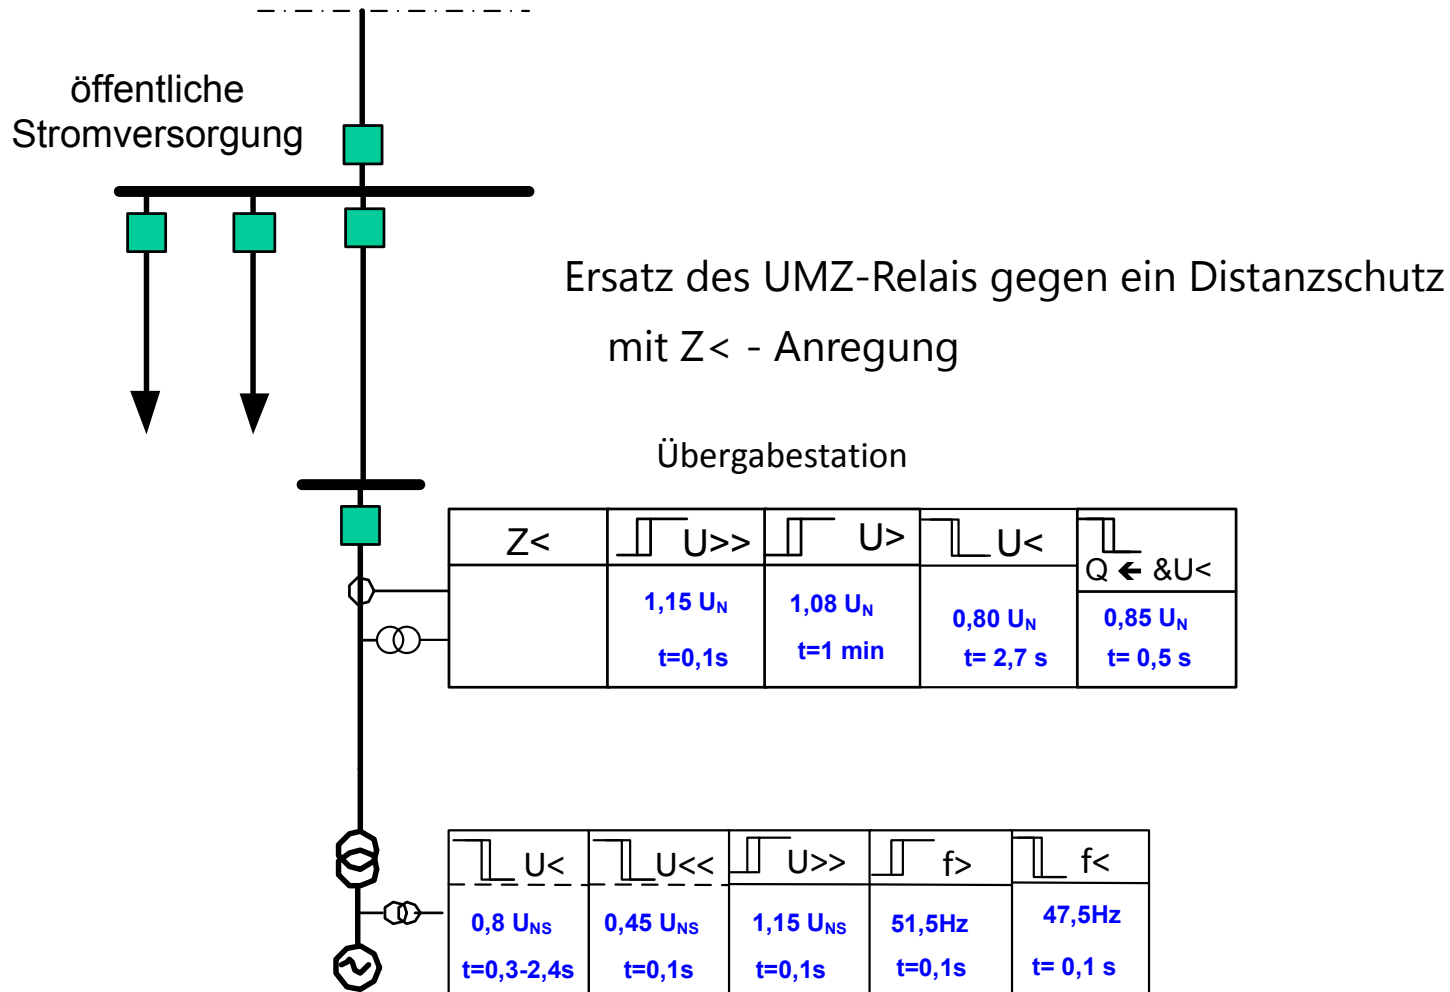 öffentliche
Stromversorgung
Ersatz des UMZ-Relais gegen ein Distanzschutz
mit Z< - Anregung
Übergabestation
Z< U>> U> U< Q ← &U<
1,15 UN 1,08 UN 0,80 UN 0,85 UN
t=0,1s t=1 min t= 2,7 s t= 0,5 s
U< U<< U>> f> f<
0,8 UNS 0,45 UNS 1,15 UNS 51,5Hz 47,5Hz
t=0,3-2,4s t=0,1s t=0,1s t=0,1s t= 0,1 s